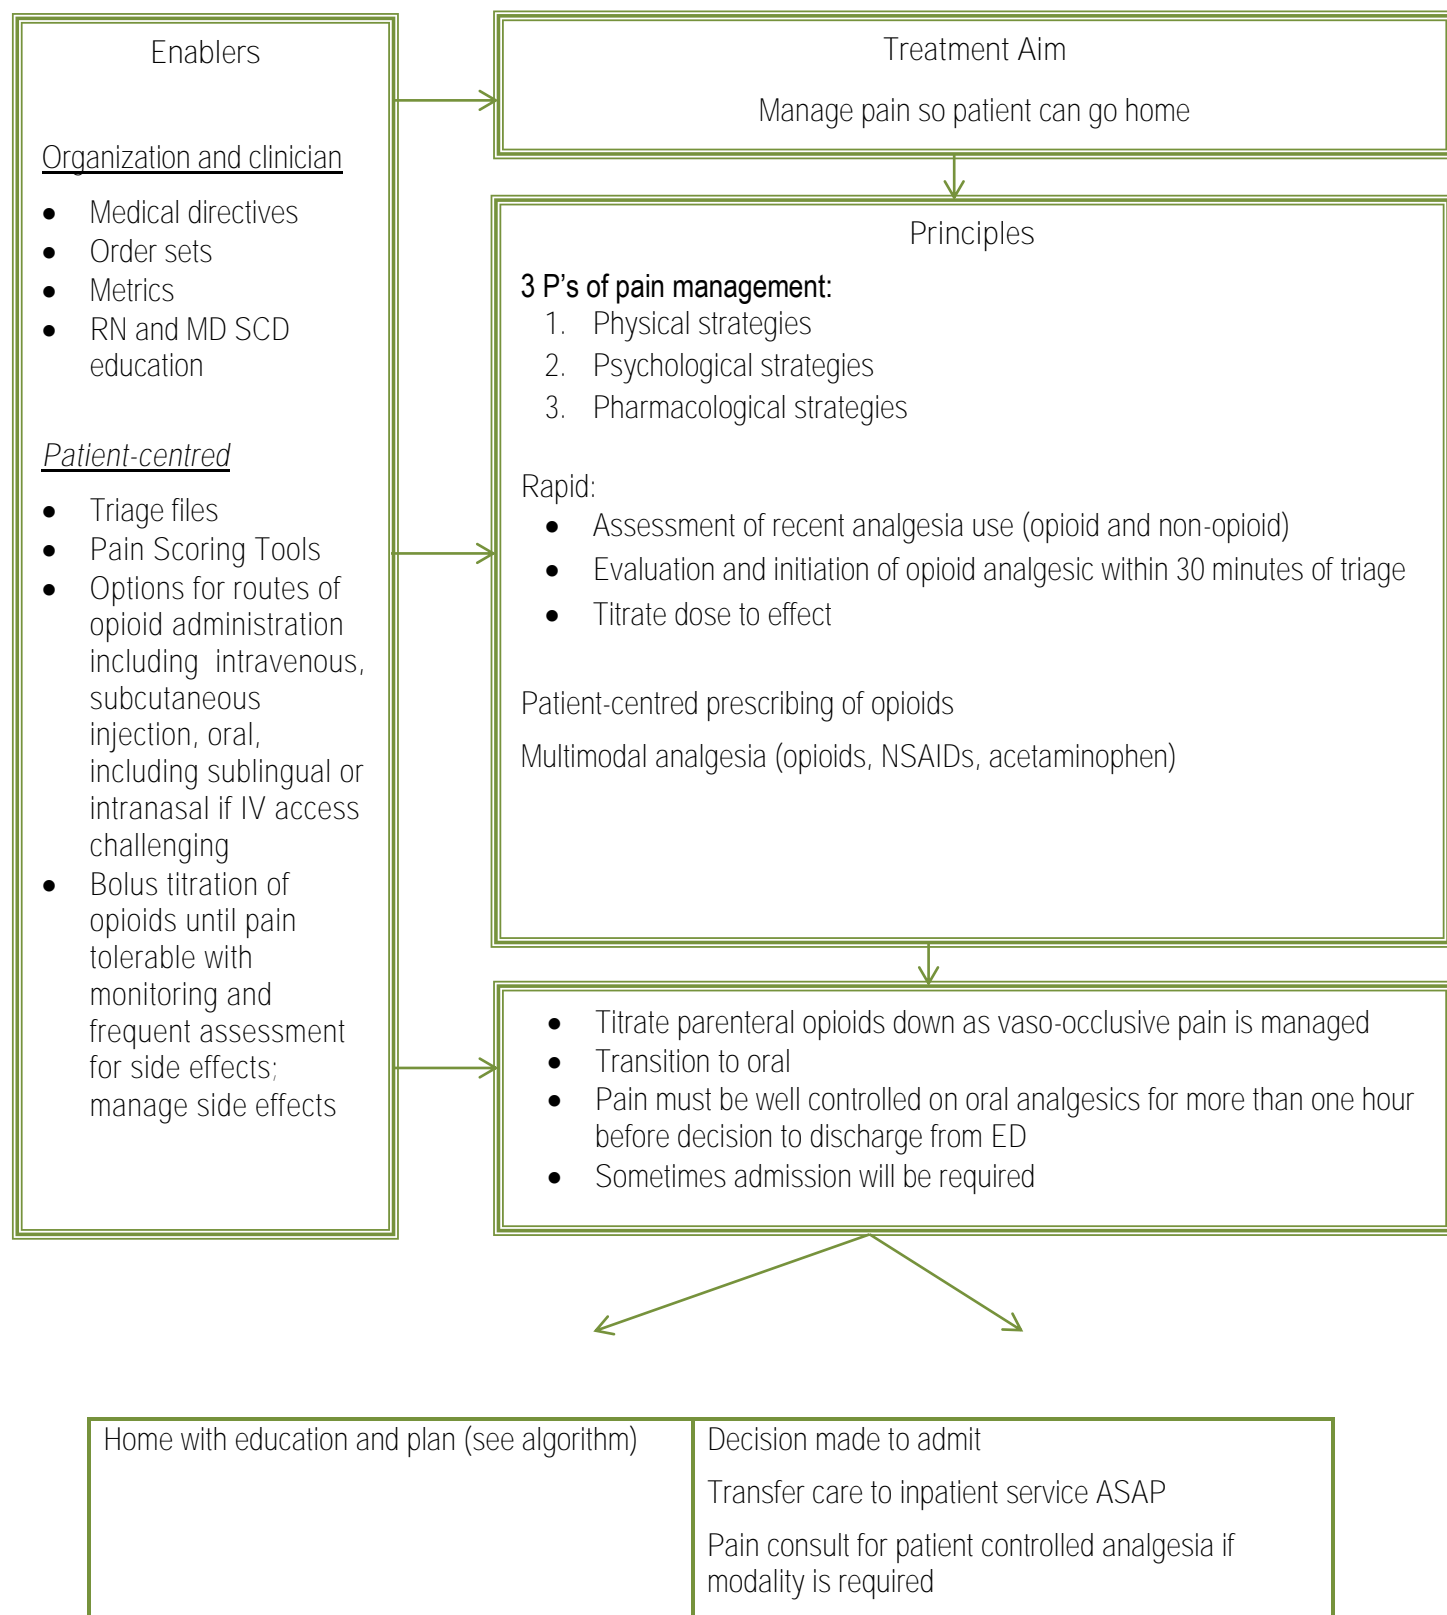 Enablers
Organization and clinician
• Medical directives
• Order sets
• Metrics
• RN and MD SCD
education
Patient-centred
• Triage files
• Pain Scoring Tools
• Options for routes of
opioid administration
including intravenous,
subcutaneous
injection, oral,
including sublingual or
intranasal if IV access
challenging
• Bolus titration of
opioids until pain
tolerable with
monitoring and
frequent assessment
for side effects;
manage side effects
Treatment Aim
Manage pain so patient can go home
Principles
3 P's of pain management:
1. Physical strategies
2. Psychological strategies
3. Pharmacological strategies
Rapid:
• Assessment of recent analgesia use (opioid and non-opioid)
• Evaluation and initiation of opioid analgesic within 30 minutes of triage
• Titrate dose to effect
Patient-centred prescribing of opioids
Multimodal analgesia (opioids, NSAIDs, acetaminophen)
• Titrate parenteral opioids down as vaso-occlusive pain is managed
• Transition to oral
• Pain must be well controlled on oral analgesics for more than one hour
before decision to discharge from ED
• Sometimes admission will be required
Home with education and plan (see algorithm)
Decision made to admit
Transfer care to inpatient service ASAP
Pain consult for patient controlled analgesia if
modality is required